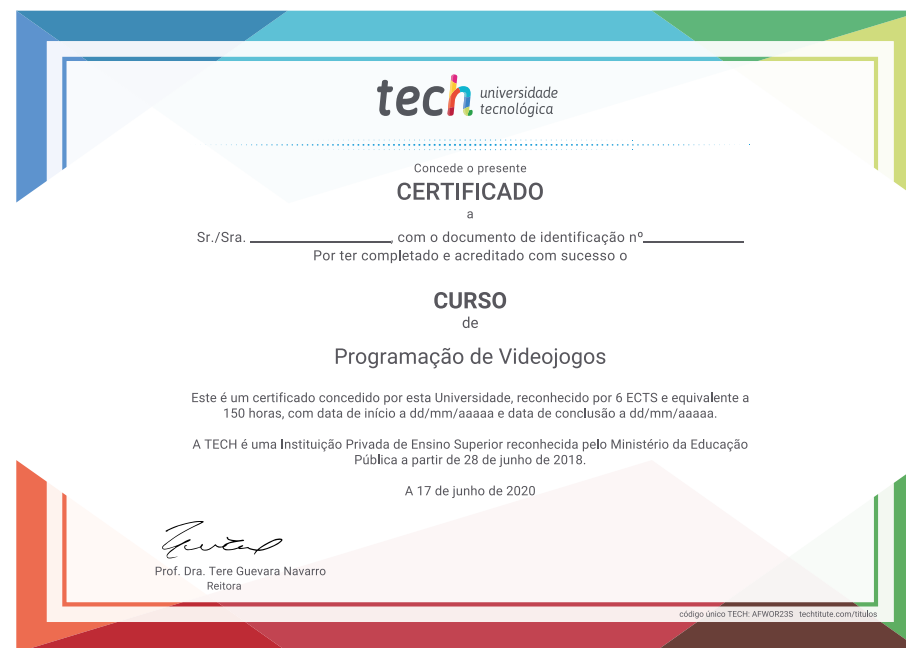 tech universidade
tecnológica
Concede o presente
CERTIFICADO
a
Sr./Sra. , com o documento de identificação nº
Por ter completado e acreditado com sucesso o
CURSO
de
Programação de Videojogos
Este é um certificado concedido por esta Universidade, reconhecido por 6 ECTS e equivalente a
150 horas, com data de início a dd/mm/aaaaa e data de conclusão a dd/mm/aaaaa.
A TECH é uma Instituição Privada de Ensino Superior reconhecida pelo Ministério da Educação
Pública a partir de 28 de junho de 2018.
A 17 de junho de 2020
Prof. Dra. Tere Guevara Navarro
Reitora
código único TECH: AFWOR23S techtitute.com/titulos